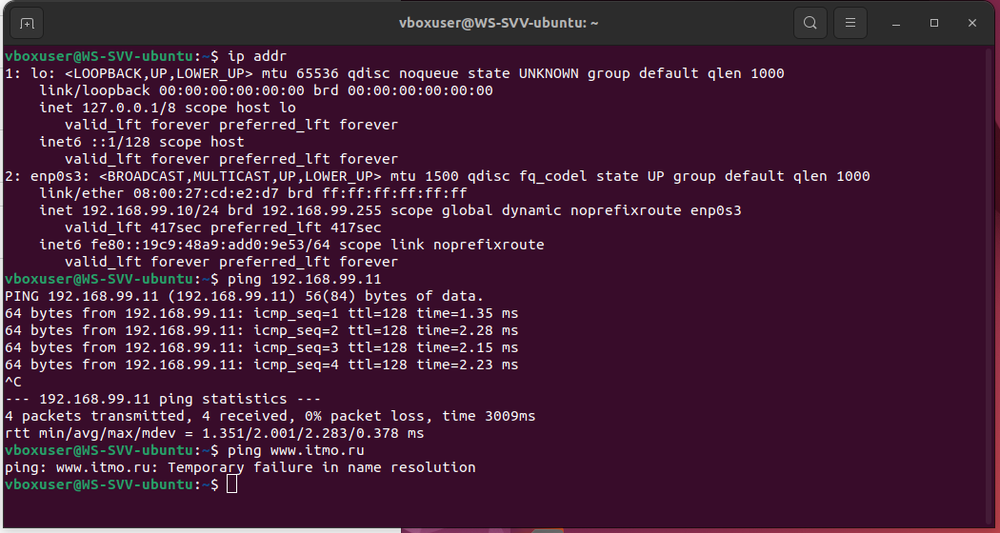 vboxuser@WS-SVV-ubuntu: ~
vboxuser@WS-SVV-ubuntu:~$ ip addr
1: lo: <LOOPBACK,UP,LOWER_UP> mtu 65536 qdisc noqueue state UNKNOWN group default qlen 1000
    link/loopback 00:00:00:00:00:00 brd 00:00:00:00:00:00
    inet 127.0.0.1/8 scope host lo
       valid_lft forever preferred_lft forever
    inet6 ::1/128 scope host
       valid_lft forever preferred_lft forever
2: enp0s3: <BROADCAST,MULTICAST,UP,LOWER_UP> mtu 1500 qdisc fq_codel state UP group default qlen 1000
    link/ether 08:00:27:cd:e2:d7 brd ff:ff:ff:ff:ff:ff
    inet 192.168.99.10/24 brd 192.168.99.255 scope global dynamic noprefixroute enp0s3
       valid_lft 417sec preferred_lft 417sec
    inet6 fe80::19c9:48a9:add0:9e53/64 scope link noprefixroute
       valid_lft forever preferred_lft forever
vboxuser@WS-SVV-ubuntu:~$ ping 192.168.99.11
PING 192.168.99.11 (192.168.99.11) 56(84) bytes of data.
64 bytes from 192.168.99.11: icmp_seq=1 ttl=128 time=1.35 ms
64 bytes from 192.168.99.11: icmp_seq=2 ttl=128 time=2.28 ms
64 bytes from 192.168.99.11: icmp_seq=3 ttl=128 time=2.15 ms
64 bytes from 192.168.99.11: icmp_seq=4 ttl=128 time=2.23 ms
^C
--- 192.168.99.11 ping statistics ---
4 packets transmitted, 4 received, 0% packet loss, time 3009ms
rtt min/avg/max/mdev = 1.351/2.001/2.283/0.378 ms
vboxuser@WS-SVV-ubuntu:~$ ping www.itmo.ru
ping: www.itmo.ru: Temporary failure in name resolution
vboxuser@WS-SVV-ubuntu:~$